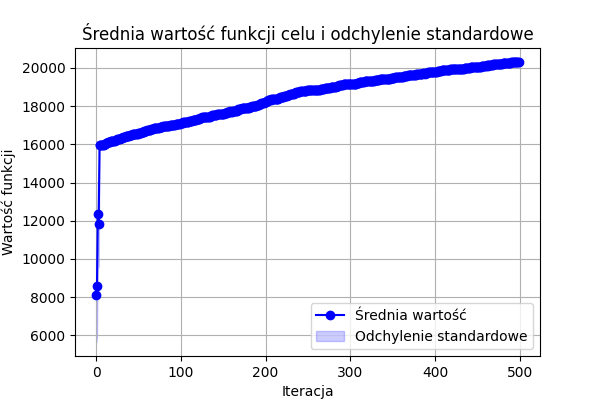 Średnia wartość funkcji celu i odchylenie standardowe
Wartość funkcji
20000
18000
16000
14000
12000
10000
8000
6000
0 100 200 300 400 500
Iteracja
Średnia wartość
Odchylenie standardowe